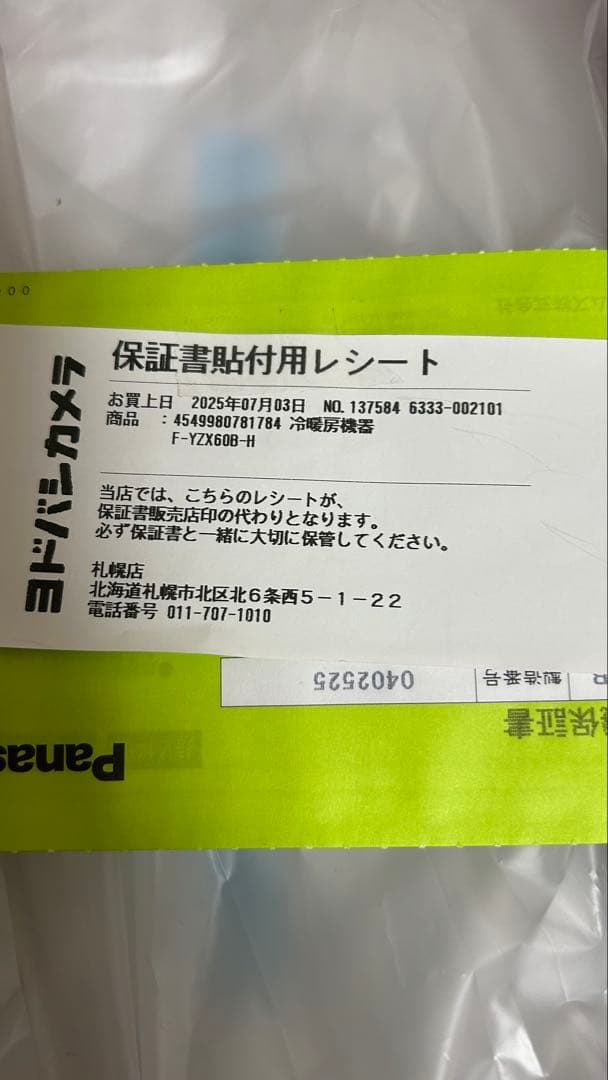 ヨドバシカメラ
保証書貼付用レシート
お買上日 2025年07月03日 NO.137584 6333-002101
商品 :4549980781784 冷暖房機器
F-YZX60B-H
当店では、こちらのレシートが、
保証書販売店印の代わりとなります。
必ず保証書と一緒に大切に保管してください。
札幌店
北海道札幌市北区北6条西5-1-22
電話番号 011-707-1010
製造番号 0402525
保証書
Panas